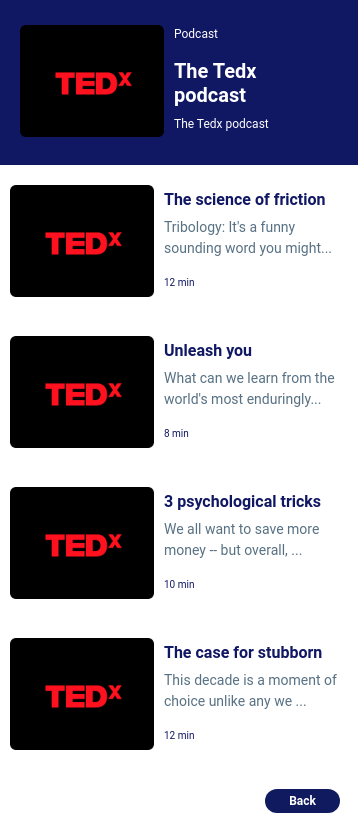 TEDx
Podcast
The Tedx
podcast
The Tedx podcast
TEDx
The science of friction
Tribology: It's a funny
sounding word you might...
12 min
TEDx
Unleash you
What can we learn from the
world's most enduringly...
8 min
TEDx
3 psychological tricks
We all want to save more
money -- but overall, ...
10 min
TEDx
The case for stubborn
This decade is a moment of
choice unlike any we ...
12 min
Back